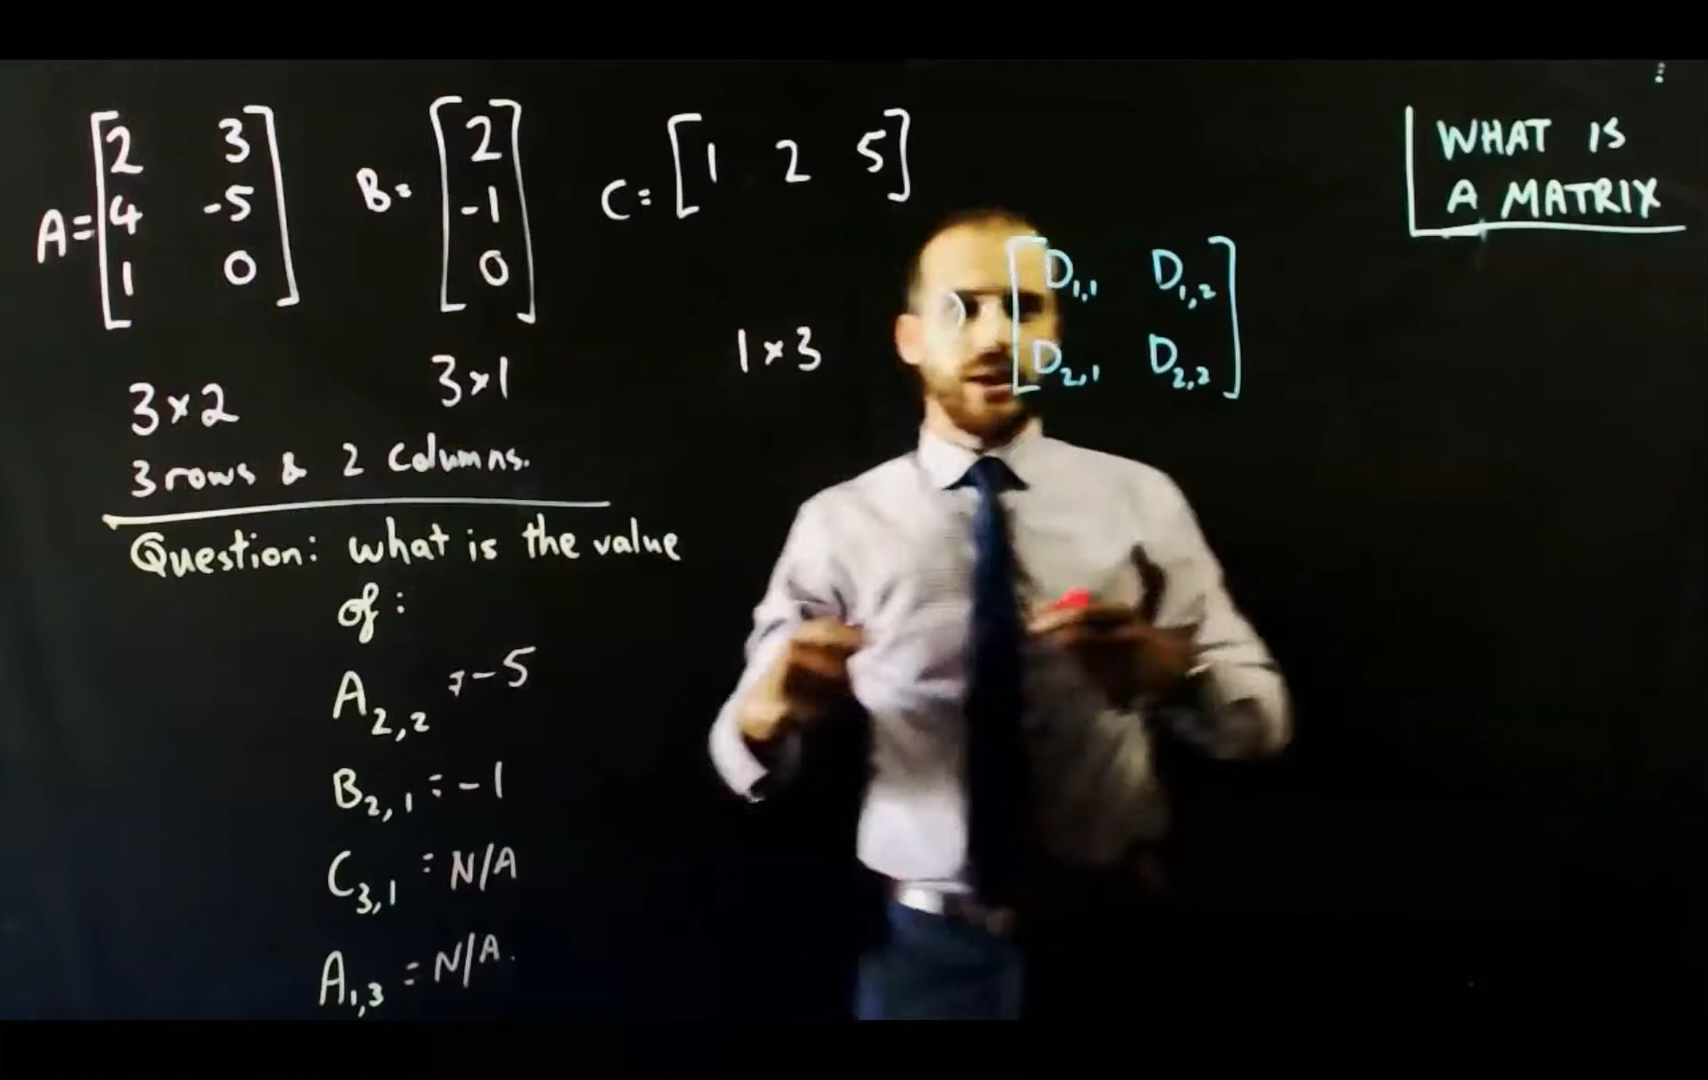 A = [2 3
4 -5
1 0]
B = [2
-1
0]
C = [1 2 5]
WHAT IS
A MATRIX
[D1,1 D1,2
D2,1 D2,2]
3×2
3×1
1×3
3 rows & 2 columns.
Question: what is the value
of:
A2,2 = -5
B2,1 = -1
C3,1 = N/A
A1,3 = N/A.